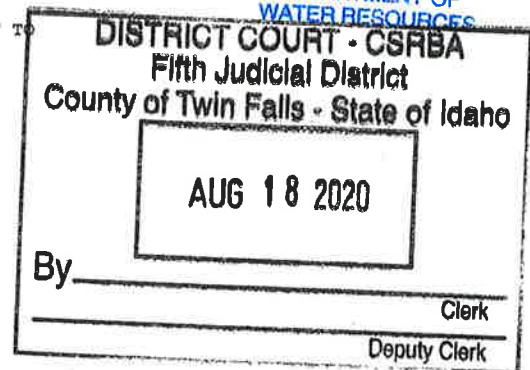 WATER RESOURCES
TO
DISTRICT COURT - CSRBA
Fifth Judicial District
County of Twin Falls - State of Idaho
AUG 18 2020
By
Clerk
Deputy Clerk